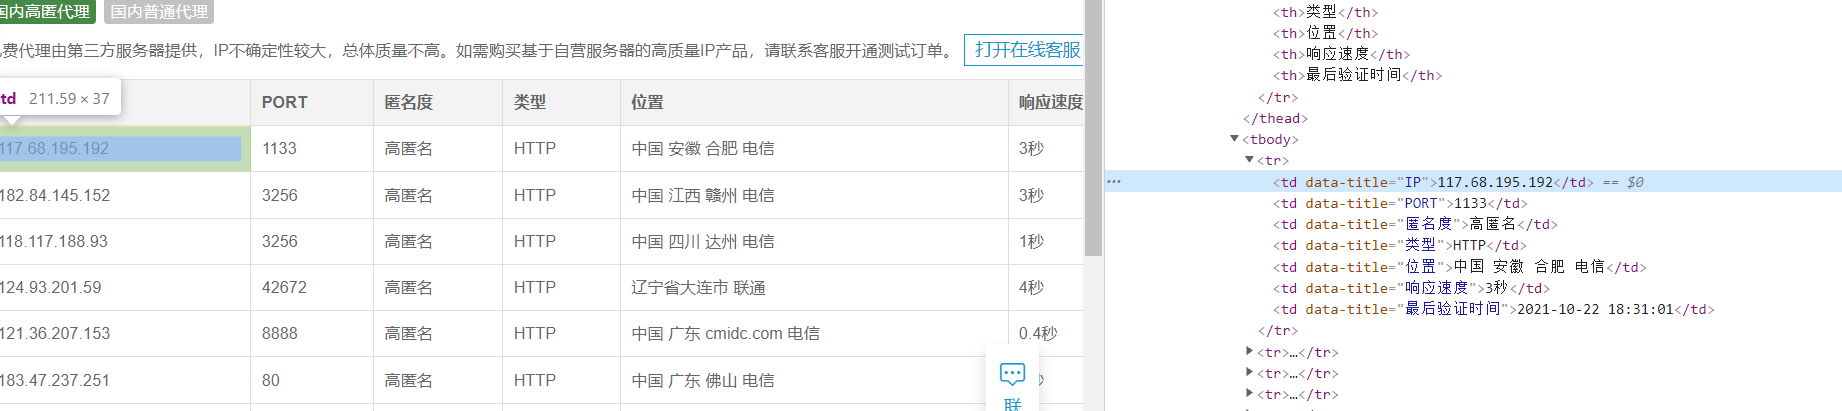 国内高匿代理 国内普通代理
费代理由第三方服务器提供，IP不确定性较大，总体质量不高。如需购买基于自营服务器的高质量IP产品，请联系客服开通测试订单。 打开在线客服
td 211.59 × 37
PORT 匿名度 类型 位置 响应速度
117.68.195.192 1133 高匿名 HTTP 中国 安徽 合肥 电信 3秒
182.84.145.152 3256 高匿名 HTTP 中国 江西 赣州 电信 3秒
118.117.188.93 3256 高匿名 HTTP 中国 四川 达州 电信 1秒
124.93.201.59 42672 高匿名 HTTP 辽宁省大连市 联通 4秒
121.36.207.153 8888 高匿名 HTTP 中国 广东 cmidc.com 电信 0.4秒
183.47.237.251 80 高匿名 HTTP 中国 广东 佛山 电信
联
<th>类型</th>
<th>位置</th>
<th>响应速度</th>
<th>最后验证时间</th>
</tr>
</thead>
<tbody>
<tr>
<td data-title="IP">117.68.195.192</td> == $0
<td data-title="PORT">1133</td>
<td data-title="匿名度">高匿名</td>
<td data-title="类型">HTTP</td>
<td data-title="位置">中国 安徽 合肥 电信</td>
<td data-title="响应速度">3秒</td>
<td data-title="最后验证时间">2021-10-22 18:31:01</td>
</tr>
<tr>…</tr>
<tr>…</tr>
<tr>…</tr>